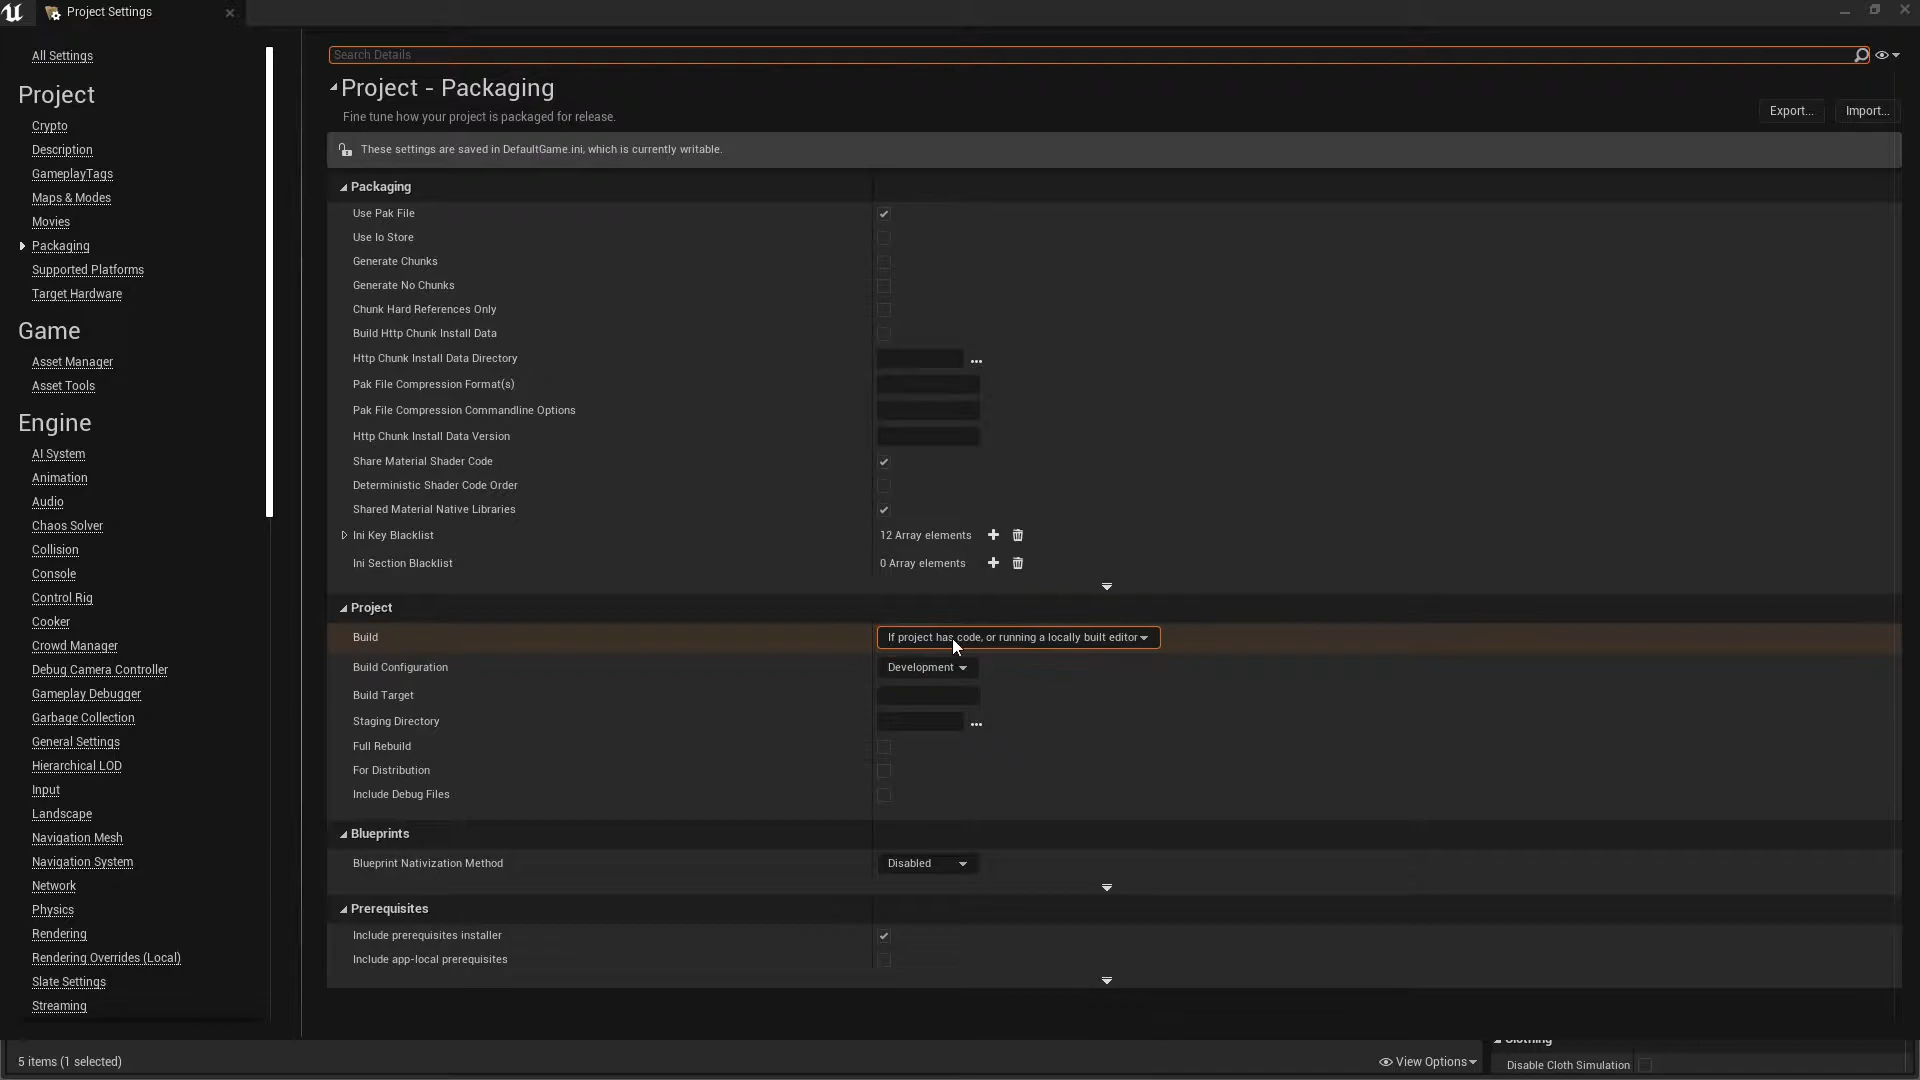 Project Settings
All Settings
Project
Crypto
Description
GameplayTags
Maps & Modes
Movies
Packaging
Supported Platforms
Target Hardware
Game
Asset Manager
Asset Tools
Engine
AI System
Animation
Audio
Chaos Solver
Collision
Console
Control Rig
Cooker
Crowd Manager
Debug Camera Controller
Gameplay Debugger
Garbage Collection
General Settings
Hierarchical LOD
Input
Landscape
Navigation Mesh
Navigation System
Network
Physics
Rendering
Rendering Overrides (Local)
Slate Settings
Streaming
Search Details
Project - Packaging
Fine tune how your project is packaged for release.
Export...
Import...
These settings are saved in DefaultGame.ini, which is currently writable.
Packaging
Use Pak File
Use Io Store
Generate Chunks
Generate No Chunks
Chunk Hard References Only
Build Http Chunk Install Data
Http Chunk Install Data Directory
Pak File Compression Format(s)
Pak File Compression Commandline Options
Http Chunk Install Data Version
Share Material Shader Code
Deterministic Shader Code Order
Shared Material Native Libraries
Ini Key Blacklist 12 Array elements
Ini Section Blacklist 0 Array elements
Project
Build If project has code, or running a locally built editor
Build Configuration Development
Build Target
Staging Directory
Full Rebuild
For Distribution
Include Debug Files
Blueprints
Blueprint Nativization Method Disabled
Prerequisites
Include prerequisites installer
Include app-local prerequisites
5 items (1 selected)
View Options
Clothing
Disable Cloth Simulation